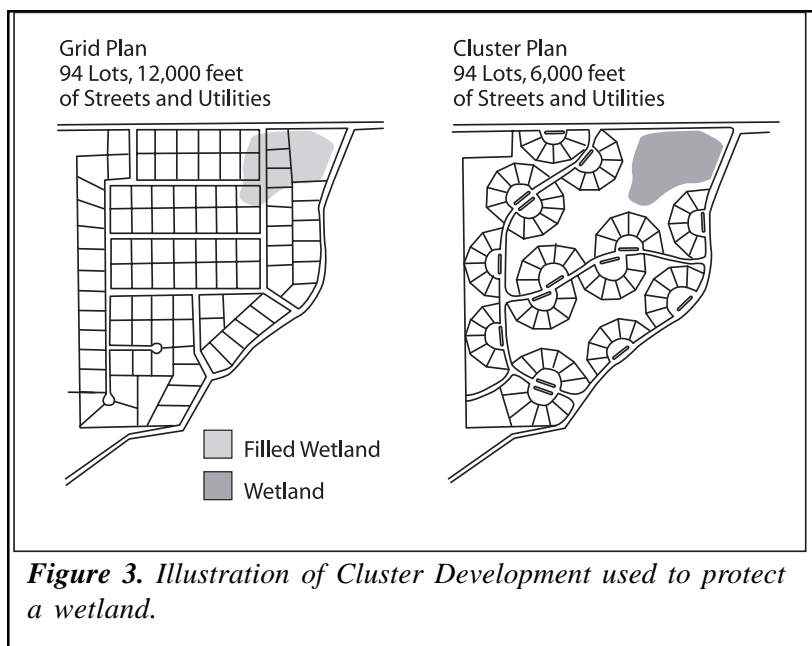 Grid Plan
94 Lots, 12,000 feet
of Streets and Utilities
Cluster Plan
94 Lots, 6,000 feet
of Streets and Utilities
Filled Wetland
Wetland
Figure 3. Illustration of Cluster Development used to protect
a wetland.